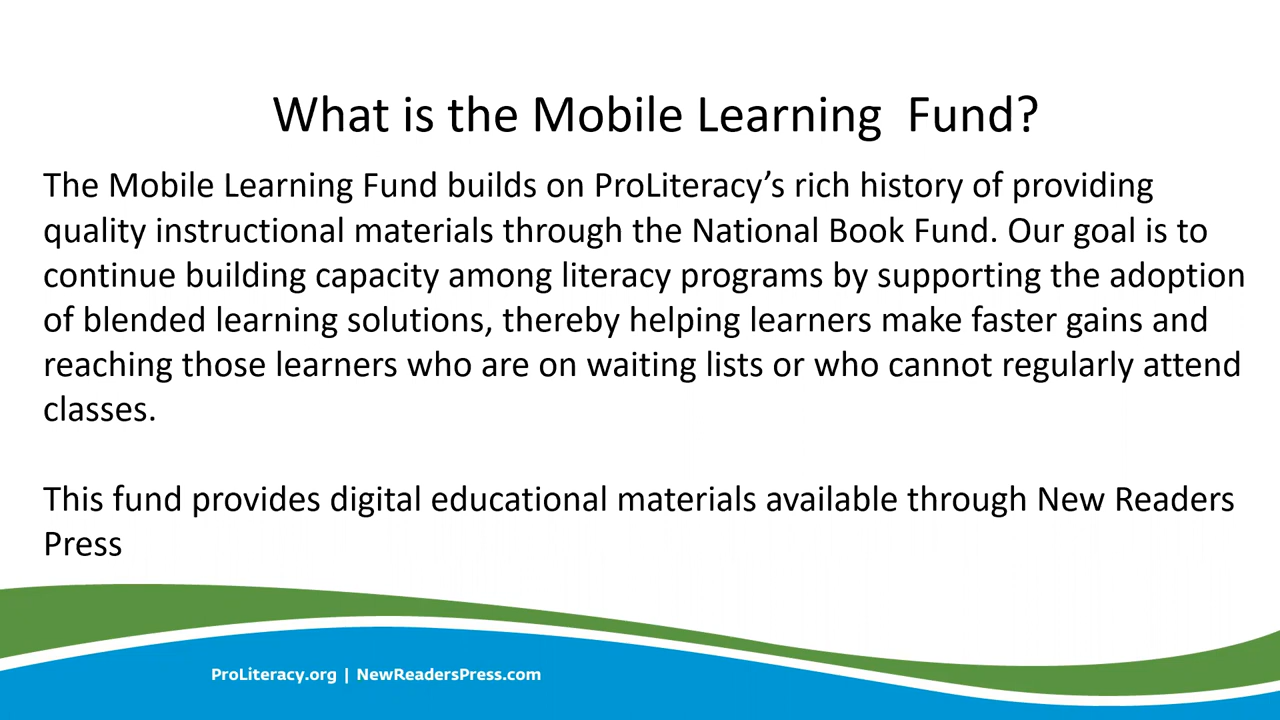 What is the Mobile Learning  Fund?
The Mobile Learning Fund builds on ProLiteracy’s rich history of providing
quality instructional materials through the National Book Fund. Our goal is to
continue building capacity among literacy programs by supporting the adoption
of blended learning solutions, thereby helping learners make faster gains and
reaching those learners who are on waiting lists or who cannot regularly attend
classes.
This fund provides digital educational materials available through New Readers
Press
ProLiteracy.org | NewReadersPress.com